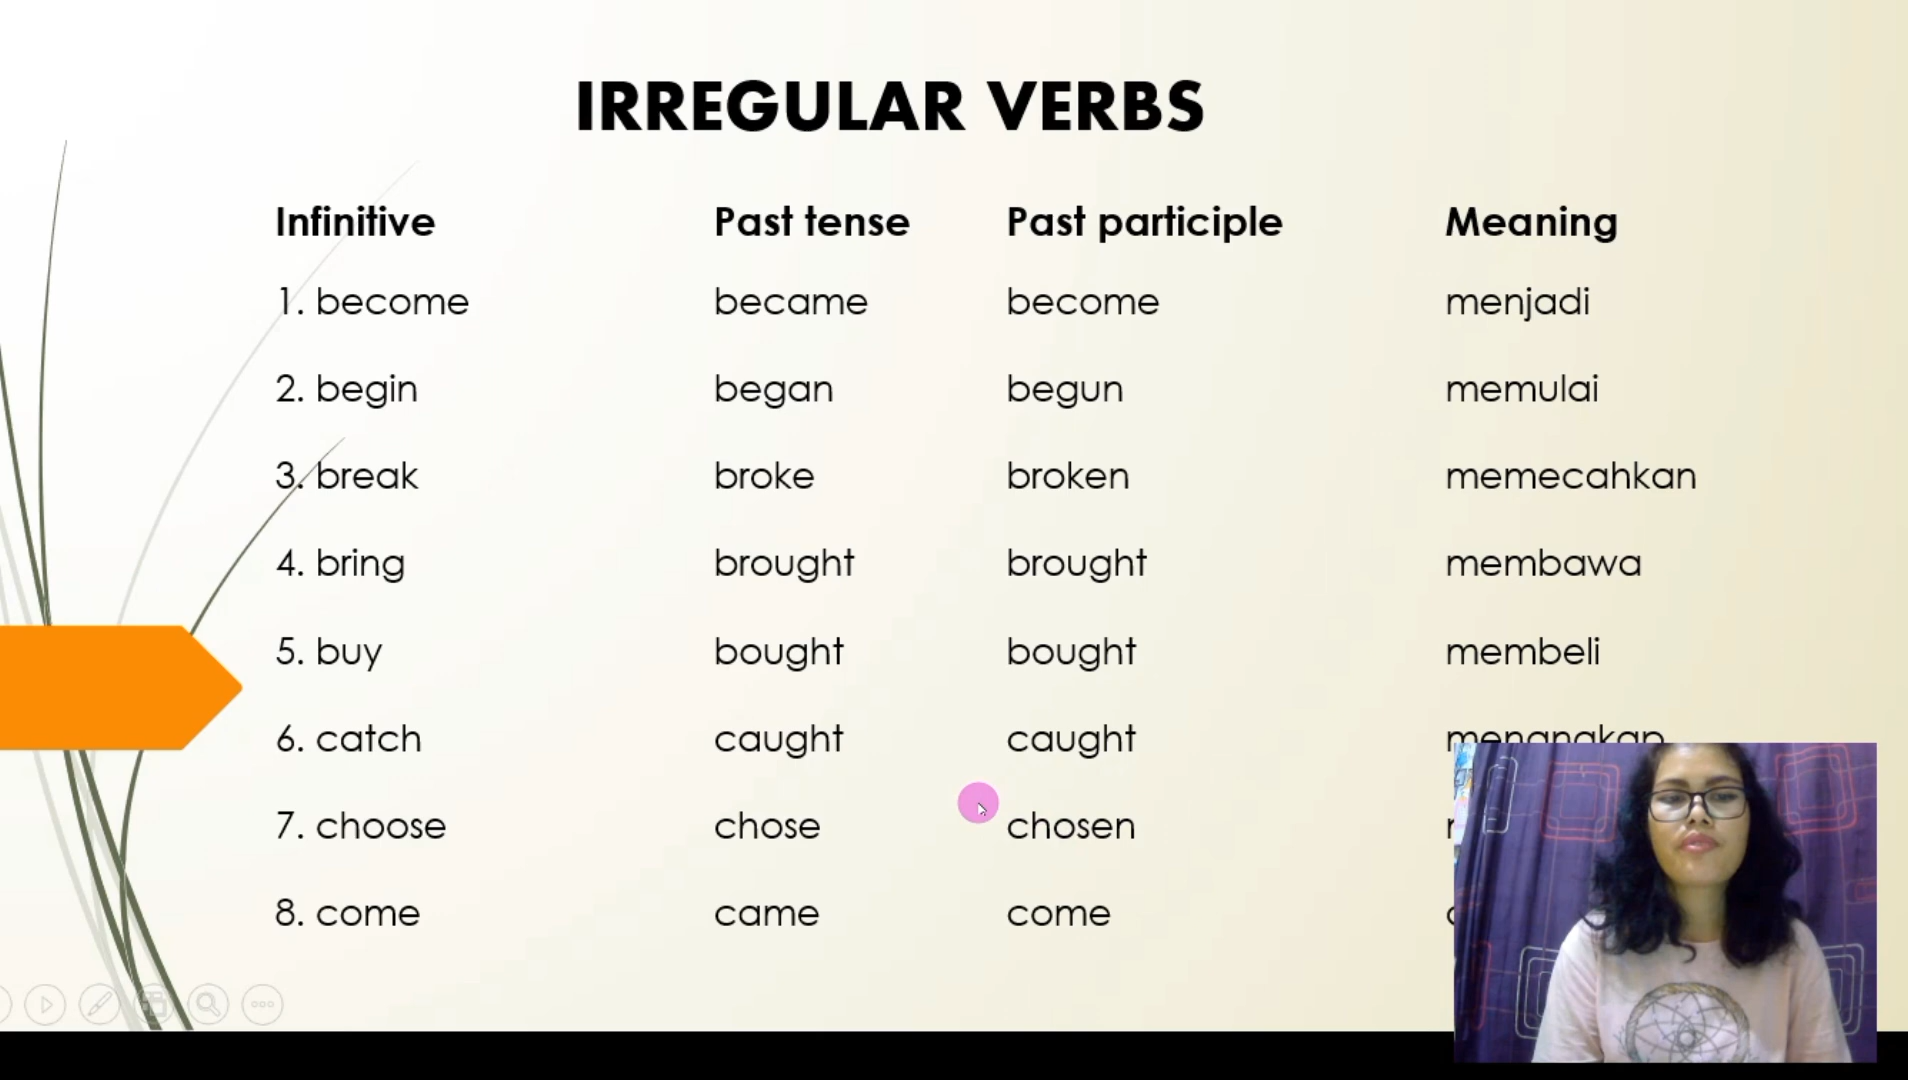 IRREGULAR VERBS
Infinitive Past tense Past participle Meaning
1. become became become menjadi
2. begin began begun memulai
3. break broke broken memecahkan
4. bring brought brought membawa
5. buy bought bought membeli
6. catch caught caught menangkap
7. choose chose chosen
8. come came come